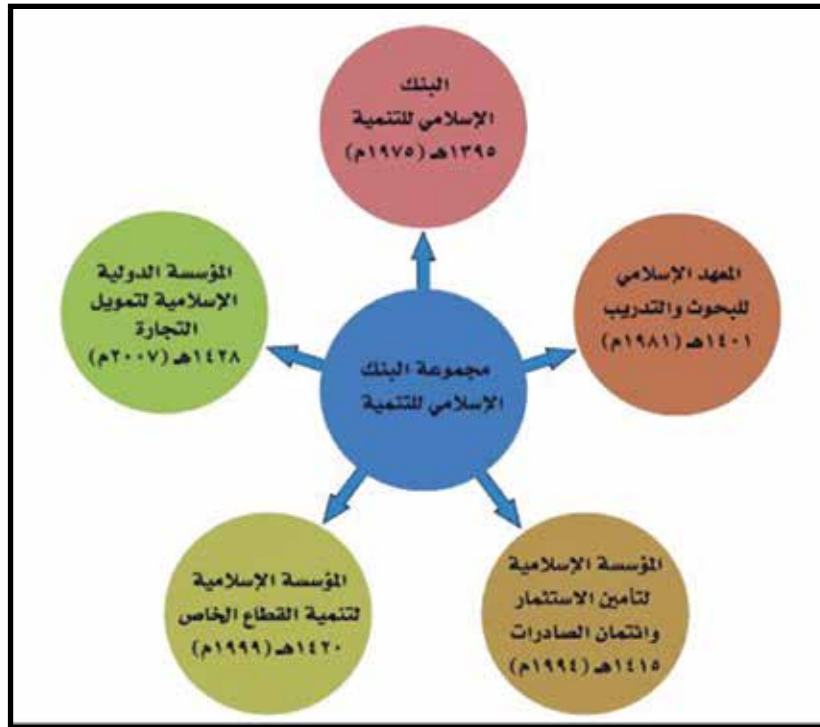 البنك
الإسلامي للتنمية
١٣٩٥هـ (١٩٧٥م)
المعهد الإسلامي
للبحوث والتدريب
١٤٠١هـ (١٩٨١م)
المؤسسة الإسلامية
لتأمين الاستثمار
وائتمان الصادرات
١٤١٥هـ (١٩٩٤م)
المؤسسة الإسلامية
لتنمية القطاع الخاص
١٤٢٠هـ (١٩٩٩م)
المؤسسة الدولية
الإسلامية لتمويل
التجارة
١٤٢٨هـ (٢٠٠٧م)
مجموعة البنك
الإسلامي للتنمية